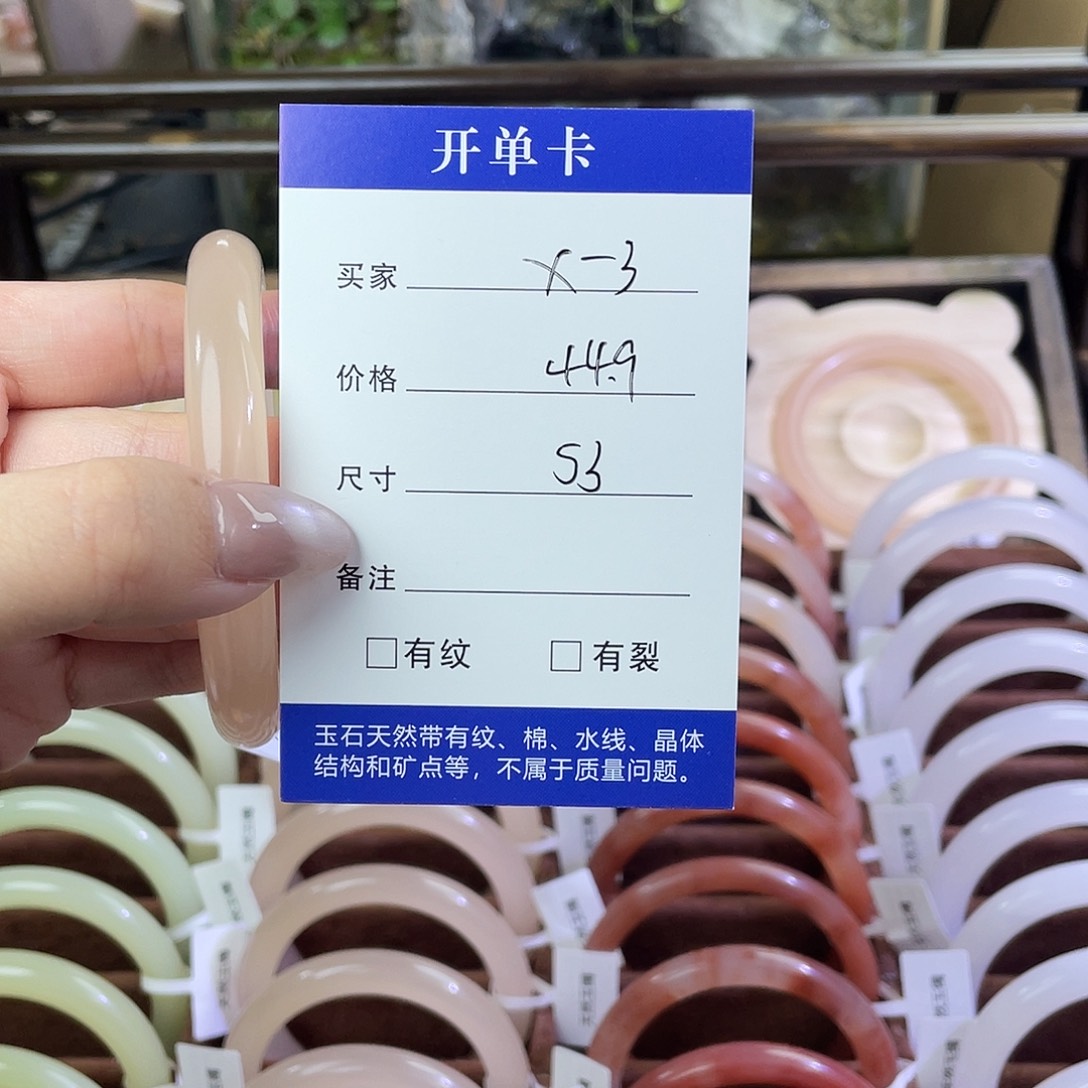 开单卡
买家 X-3
价格 44.9
尺寸 53
备注
□有纹 □有裂
玉石天然带有纹、棉、水线、晶体
结构和矿点等，不属于质量问题。